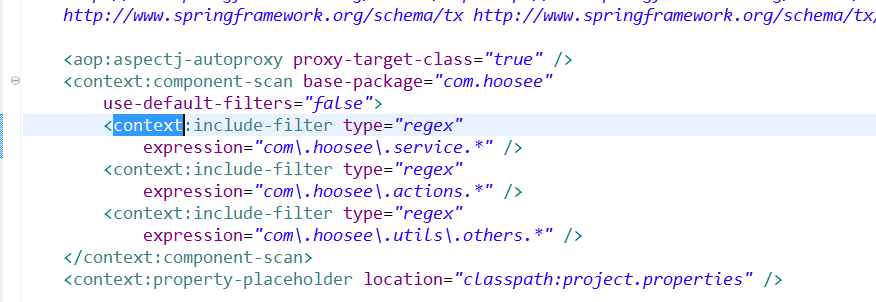 http://www.springframework.org/schema/tx http://www.springframework.org/schema/tx/
<aop:aspectj-autoproxy proxy-target-class="true" />
<context:component-scan base-package="com.hoosee"
use-default-filters="false">
<context:include-filter type="regex"
expression="com\.hoosee\.service.*" />
<context:include-filter type="regex"
expression="com\.hoosee\.actions.*" />
<context:include-filter type="regex"
expression="com\.hoosee\.utils\.others.*" />
</context:component-scan>
<context:property-placeholder location="classpath:project.properties" />